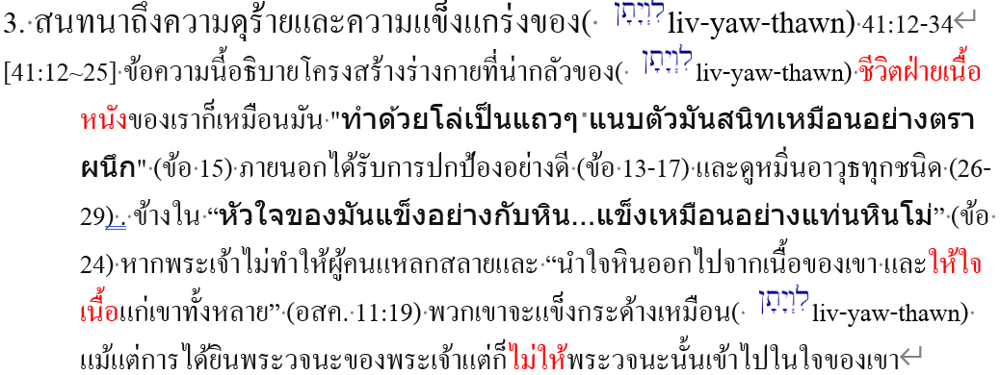 3. สนทนาถึงความดุร้ายและความแข็งแกร่งของ( לִוְיָתָן liv-yaw-thawn) 41:12-34
[41:12~25] ข้อความนี้อธิบายโครงสร้างร่างกายที่น่ากลัวของ( לִוְיָתָן liv-yaw-thawn) ชีวิตฝ่ายเนื้อ
หนังของเราก็เหมือนมัน "ทำด้วยโล่เป็นแถวๆ แนบตัวมันสนิทเหมือนอย่างตรา
ผนึก" (ข้อ 15) ภายนอกได้รับการปกป้องอย่างดี (ข้อ 13-17) และดูหมิ่นอาวุธทุกชนิด (26-
29) . ข้างใน “หัวใจของมันแข็งอย่างกับหิน...แข็งเหมือนอย่างแท่นหินโม่” (ข้อ
24) หากพระเจ้าไม่ทำให้ผู้คนแหลกสลายและ “นำใจหินออกไปจากเนื้อของเขา และให้ใจ
เนื้อแก่เขาทั้งหลาย” (อสค. 11:19) พวกเขาจะแข็งกระด้างเหมือน( לִוְיָתָן liv-yaw-thawn)
แม้แต่การได้ยินพระวจนะของพระเจ้าแต่ก็ไม่ให้พระวจนะนั้นเข้าไปในใจของเขา